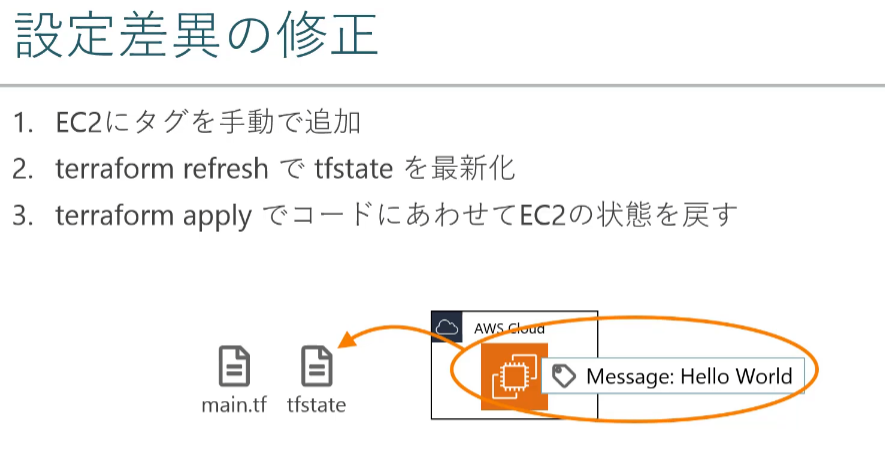 設定差異の修正
1. EC2にタグを手動で追加
2. terraform refresh で tfstate を最新化
3. terraform apply でコードにあわせてEC2の状態を戻す
AWS Cloud
Message: Hello World
main.tf
tfstate